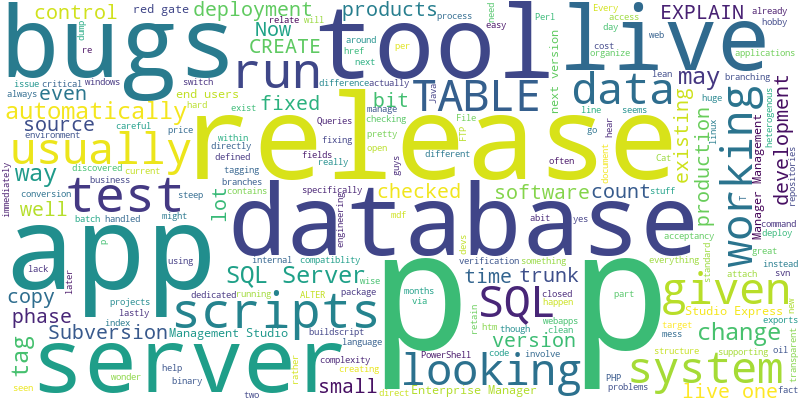 control
red gate
deployment
relate
will
products
process
need
Perl
Every
access
day
EXPLAIN
already
hobby
bugs
dump
re
Now
CREATE
around
href
next
tool
per
easy
live
web
cost
organize
issue
critical
windows
switch
run
difference
actually
next version
data
lean
applications
branching
always
even
end users
hard
fixed
exist
bit
manage
TABLE
Java
may
huge
automatically
careful
price
Queries
checking
File
FTP
line
seems
existing
source
environment
within
directly
defined
fixing
pretty
open
different
go
hear
linux
working
heterogenous
development
repositories
usually
release
guys
often
document
Cat
production
Manager
Management
way
discovered
current
tagging
fields
really
immediately
conversion
business
steep
branches
contains
specifically
checked
software
count
stuff
test
well
batch
handled
might
lot
engineering
database
mdf
abit
yes
acceptancy
command
deploy
app
P
internal
compatiblity
devs
verification
something
everything
great
instead
svn
lack
later
using
SQL Server
wise
time
trunk
standard
attach
copy
projects
lastly
index
dedicated
running
ALTER
package
months
via
p
p
retain
SQL
closed
happen
part
given
exports
new
transparent
phase
scripts
Subversion
Management Studio
buildscript
language
htm
though
webapps
clean
version
target
mess
Studio Express
change
supporting
oil
tag
server
help
binary
complexity
creating
rather
PowerShell
code
involve
looking
structure
system
seen
wonder
two
small
direct
Enterprise Manager
PHP
problems
live one
fact